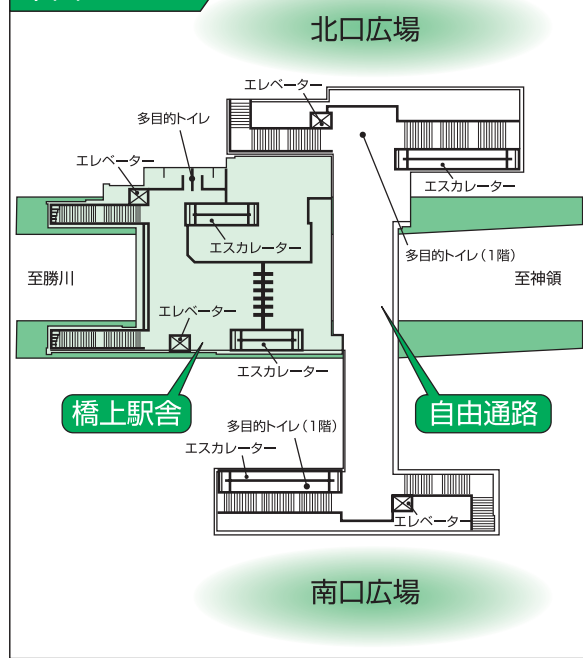 北口広場
エレベーター
多目的トイレ
エレベーター
エスカレーター
エスカレーター
多目的トイレ（1階）
至勝川
至神領
エレベーター
エスカレーター
橋上駅舎
自由通路
多目的トイレ（1階）
エスカレーター
エレベーター
南口広場